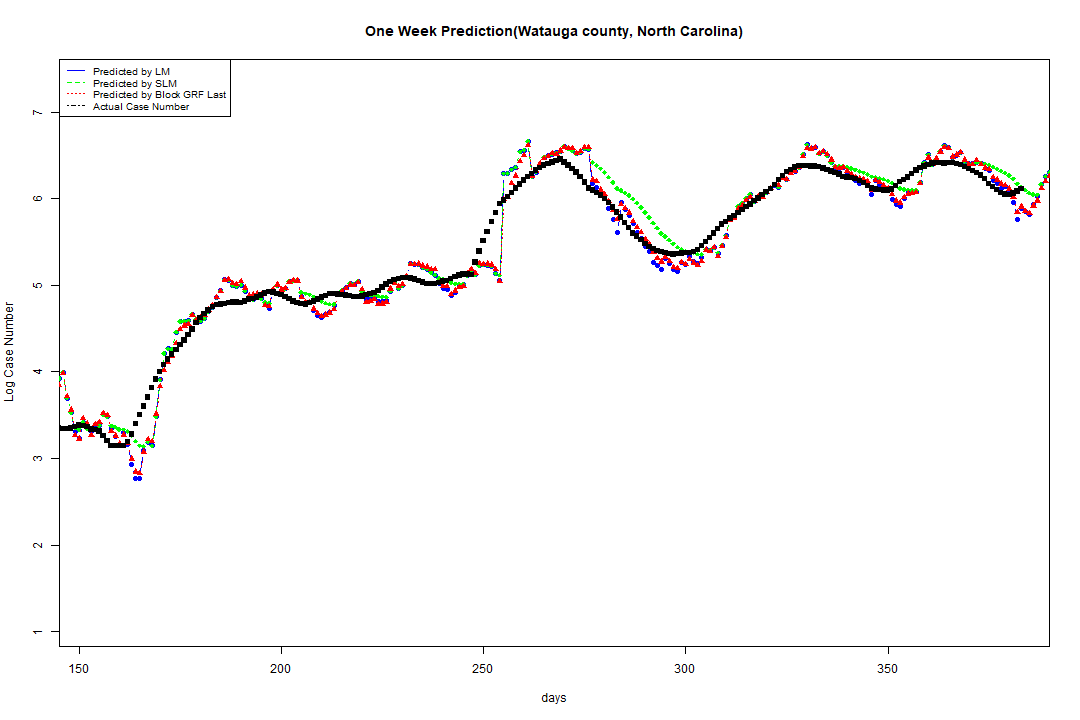 One Week Prediction(Watauga county, North Carolina)
Predicted by LM
Predicted by SLM
Predicted by Block GRF Last
Actual Case Number
7
6
5
4
3
2
1
Log Case Number
150 200 250 300 350
days